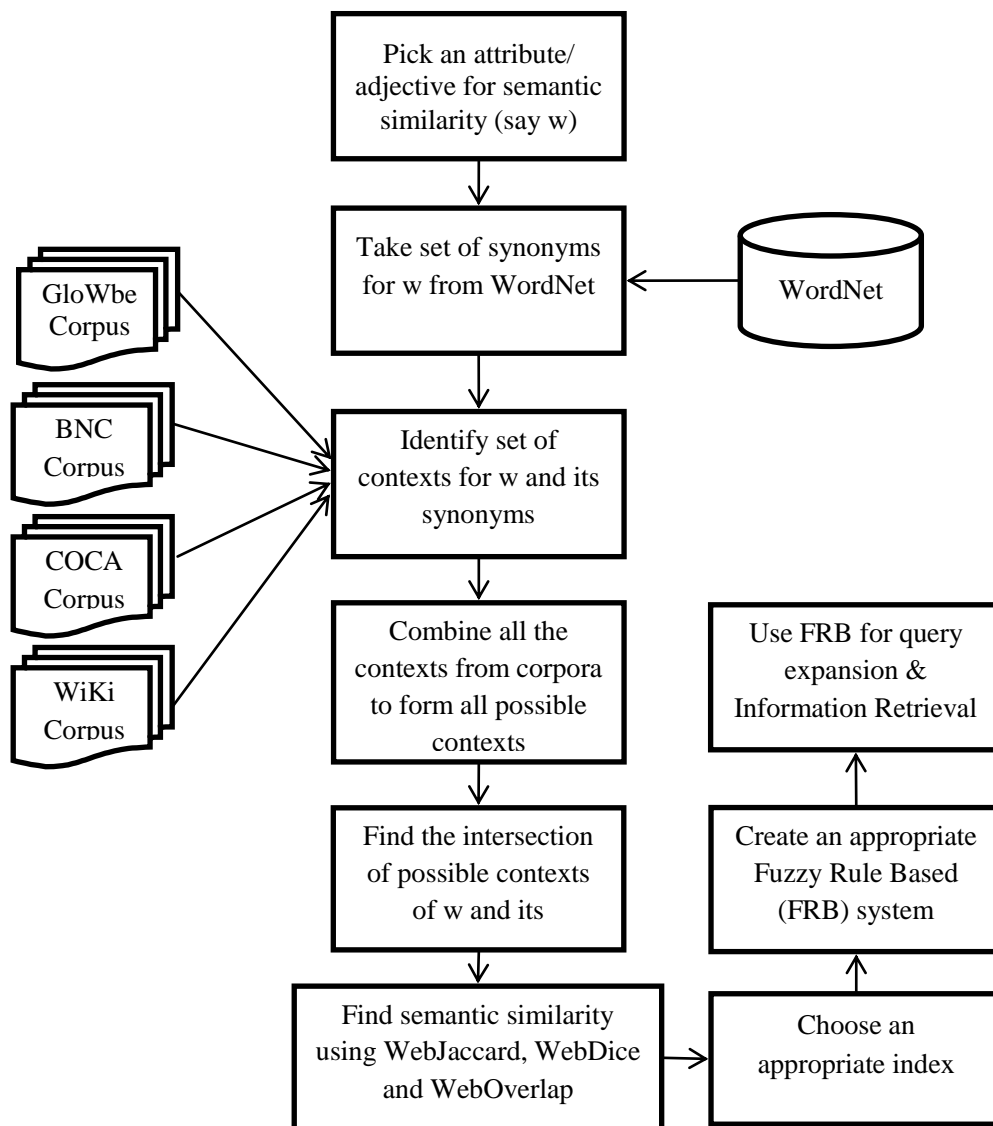 Pick an attribute/
adjective for semantic
similarity (say w)
Take set of synonyms
for w from WordNet
WordNet
GloWbe
Corpus
BNC
Corpus
COCA
Corpus
WiKi
Corpus
Identify set of
contexts for w and its
synonyms
Combine all the
contexts from corpora
to form all possible
contexts
Find the intersection
of possible contexts
of w and its
Find semantic similarity
using WebJaccard, WebDice
and WebOverlap
Choose an
appropriate index
Create an appropriate
Fuzzy Rule Based
(FRB) system
Use FRB for query
expansion &
Information Retrieval